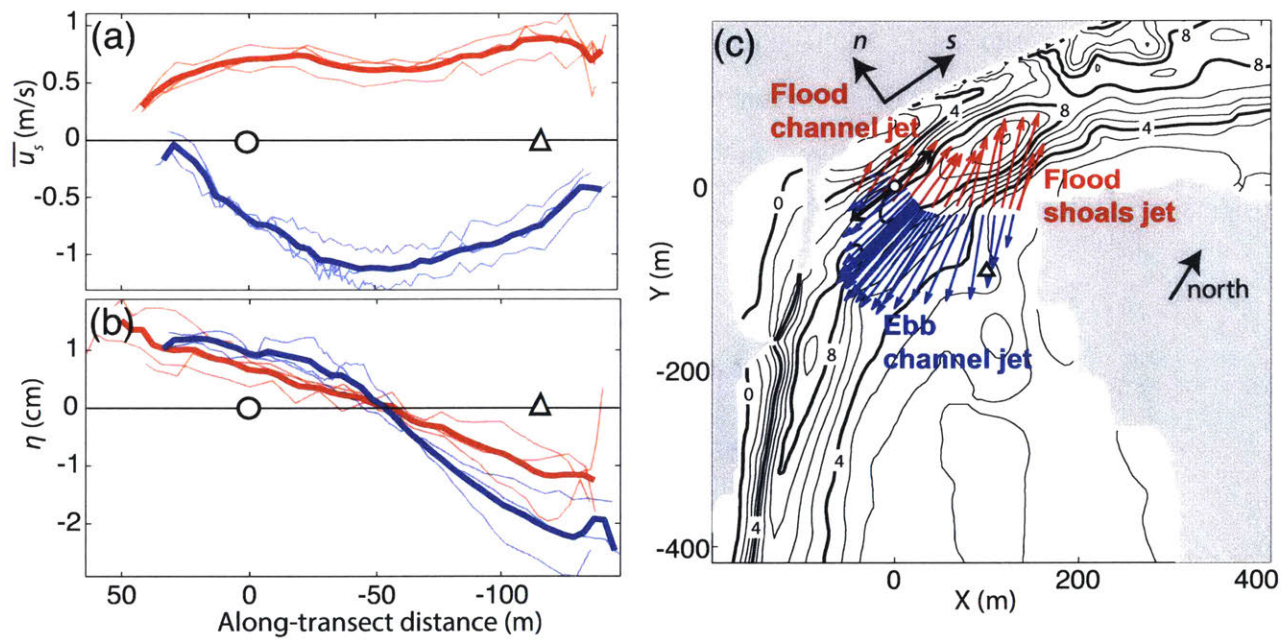 (a)
1
0.5
0
-0.5
-1
u̅s (m/s)
(b)
1
0
-1
-2
η (cm)
50
0
-50
-100
Along-transect distance (m)
(c)
n
s
Flood
channel jet
8
8
4
4
0
Flood
shoals jet
north
Ebb
channel jet
8
0
4
4
0
-200
-400
Y (m)
0
200
400
X (m)